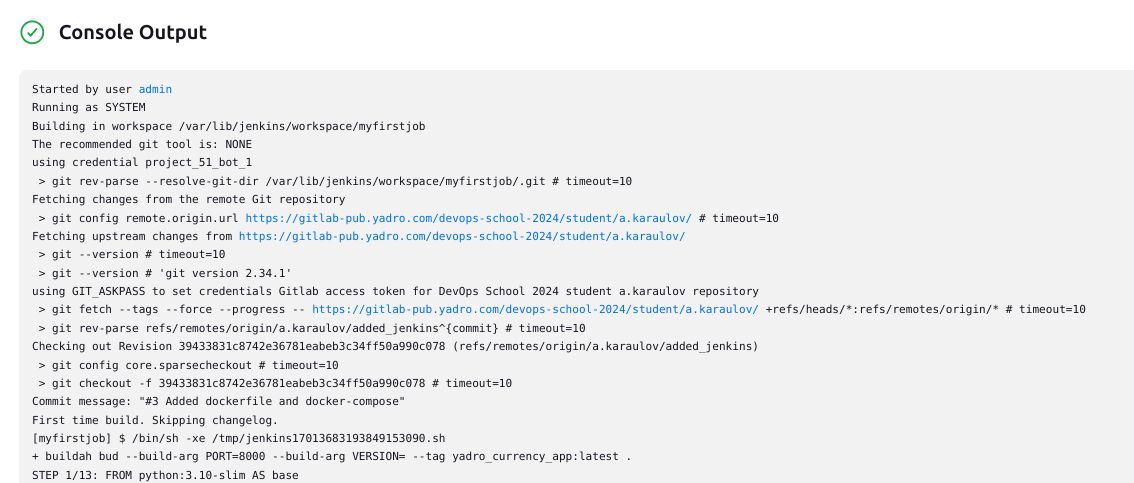 Console Output
Started by user admin
Running as SYSTEM
Building in workspace /var/lib/jenkins/workspace/myfirstjob
The recommended git tool is: NONE
using credential project_51_bot_1
 > git rev-parse --resolve-git-dir /var/lib/jenkins/workspace/myfirstjob/.git # timeout=10
Fetching changes from the remote Git repository
 > git config remote.origin.url https://gitlab-pub.yadro.com/devops-school-2024/student/a.karaulov/ # timeout=10
Fetching upstream changes from https://gitlab-pub.yadro.com/devops-school-2024/student/a.karaulov/
 > git --version # timeout=10
 > git --version # 'git version 2.34.1'
using GIT_ASKPASS to set credentials Gitlab access token for DevOps School 2024 student a.karaulov repository
 > git fetch --tags --force --progress -- https://gitlab-pub.yadro.com/devops-school-2024/student/a.karaulov/ +refs/heads/*:refs/remotes/origin/* # timeout=10
 > git rev-parse refs/remotes/origin/a.karaulov/added_jenkins^{commit} # timeout=10
Checking out Revision 39433831c8742e36781eabeb3c34ff50a990c078 (refs/remotes/origin/a.karaulov/added_jenkins)
 > git config core.sparsecheckout # timeout=10
 > git checkout -f 39433831c8742e36781eabeb3c34ff50a990c078 # timeout=10
Commit message: "#3 Added dockerfile and docker-compose"
First time build. Skipping changelog.
[myfirstjob] $ /bin/sh -xe /tmp/jenkins17013683193849153090.sh
+ buildah bud --build-arg PORT=8000 --build-arg VERSION= --tag yadro_currency_app:latest .
STEP 1/13: FROM python:3.10-slim AS base